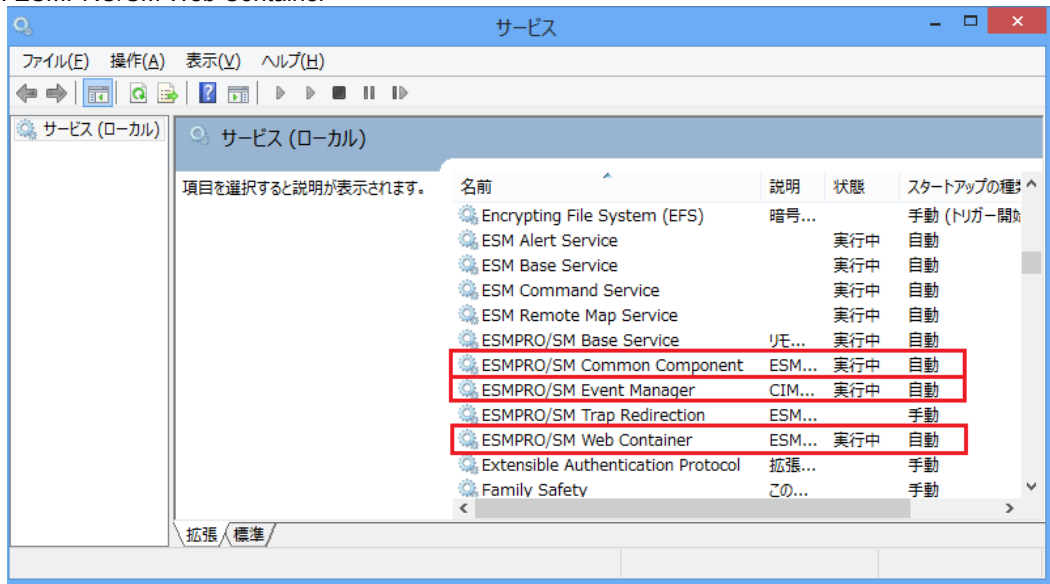 サービス
ファイル(F) 操作(A) 表示(V) ヘルプ(H)
サービス (ローカル)
サービス (ローカル)
項目を選択すると説明が表示されます。
名前 説明 状態 スタートアップの種
Encrypting File System (EFS) 暗号... 手動 (トリガー開始
ESM Alert Service 実行中 自動
ESM Base Service 実行中 自動
ESM Command Service 実行中 自動
ESM Remote Map Service 実行中 自動
ESMPRO/SM Base Service リモ... 実行中 自動
ESMPRO/SM Common Component ESM... 実行中 自動
ESMPRO/SM Event Manager CIM... 実行中 自動
ESMPRO/SM Trap Redirection ESM... 手動
ESMPRO/SM Web Container ESM... 実行中 自動
Extensible Authentication Protocol 拡張... 手動
Family Safety この... 手動
拡張 標準